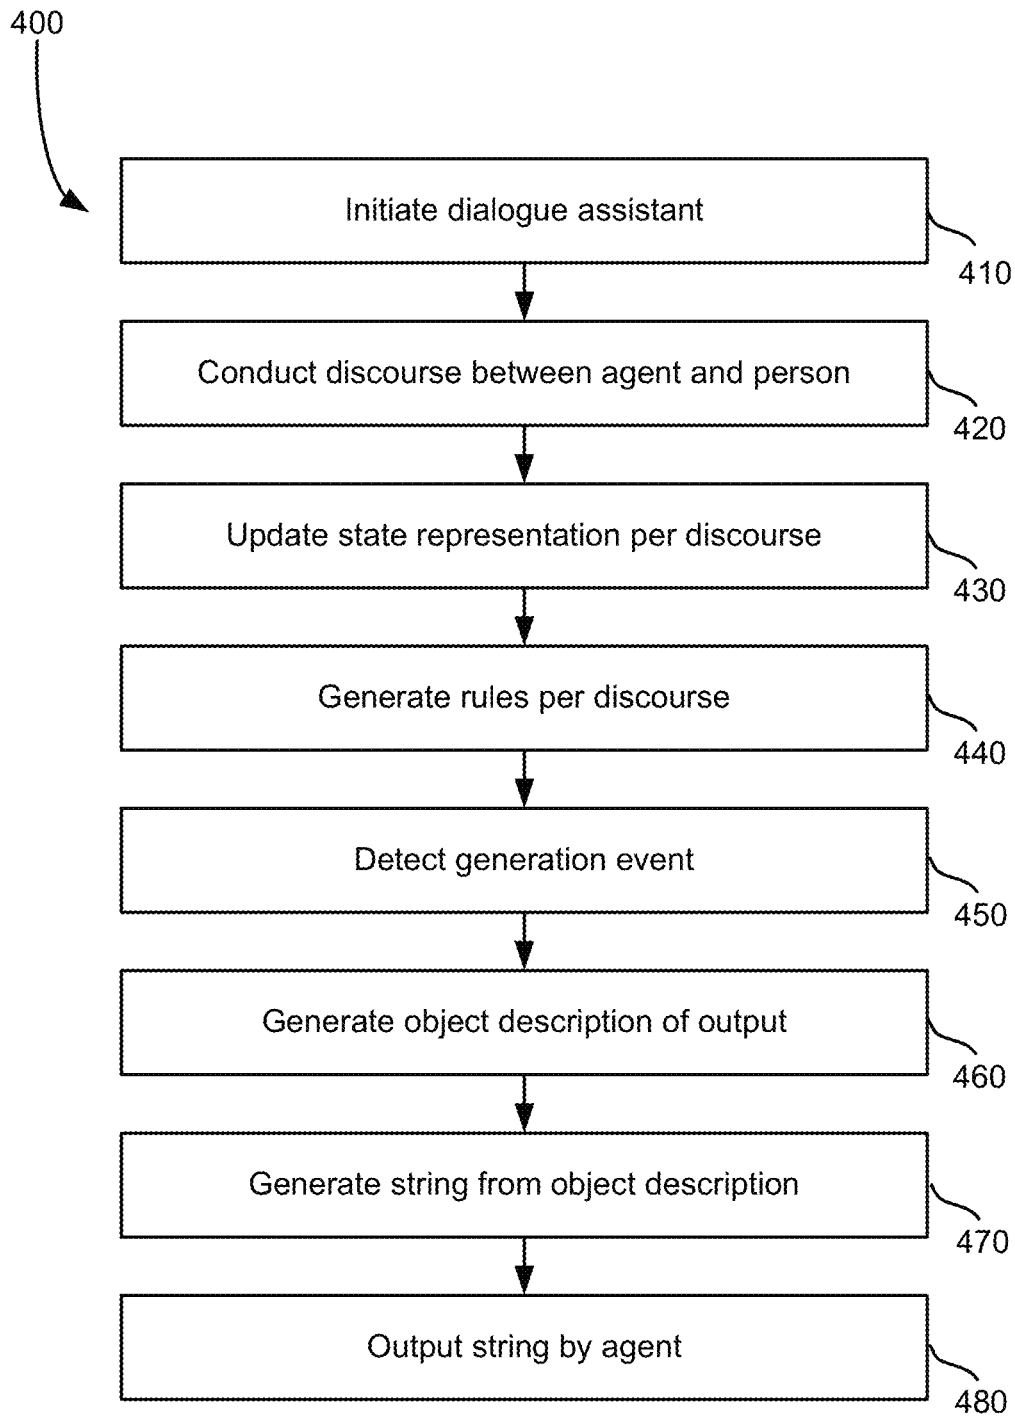 400
Initiate dialogue assistant
410
Conduct discourse between agent and person
420
Update state representation per discourse
430
Generate rules per discourse
440
Detect generation event
450
Generate object description of output
460
Generate string from object description
470
Output string by agent
480